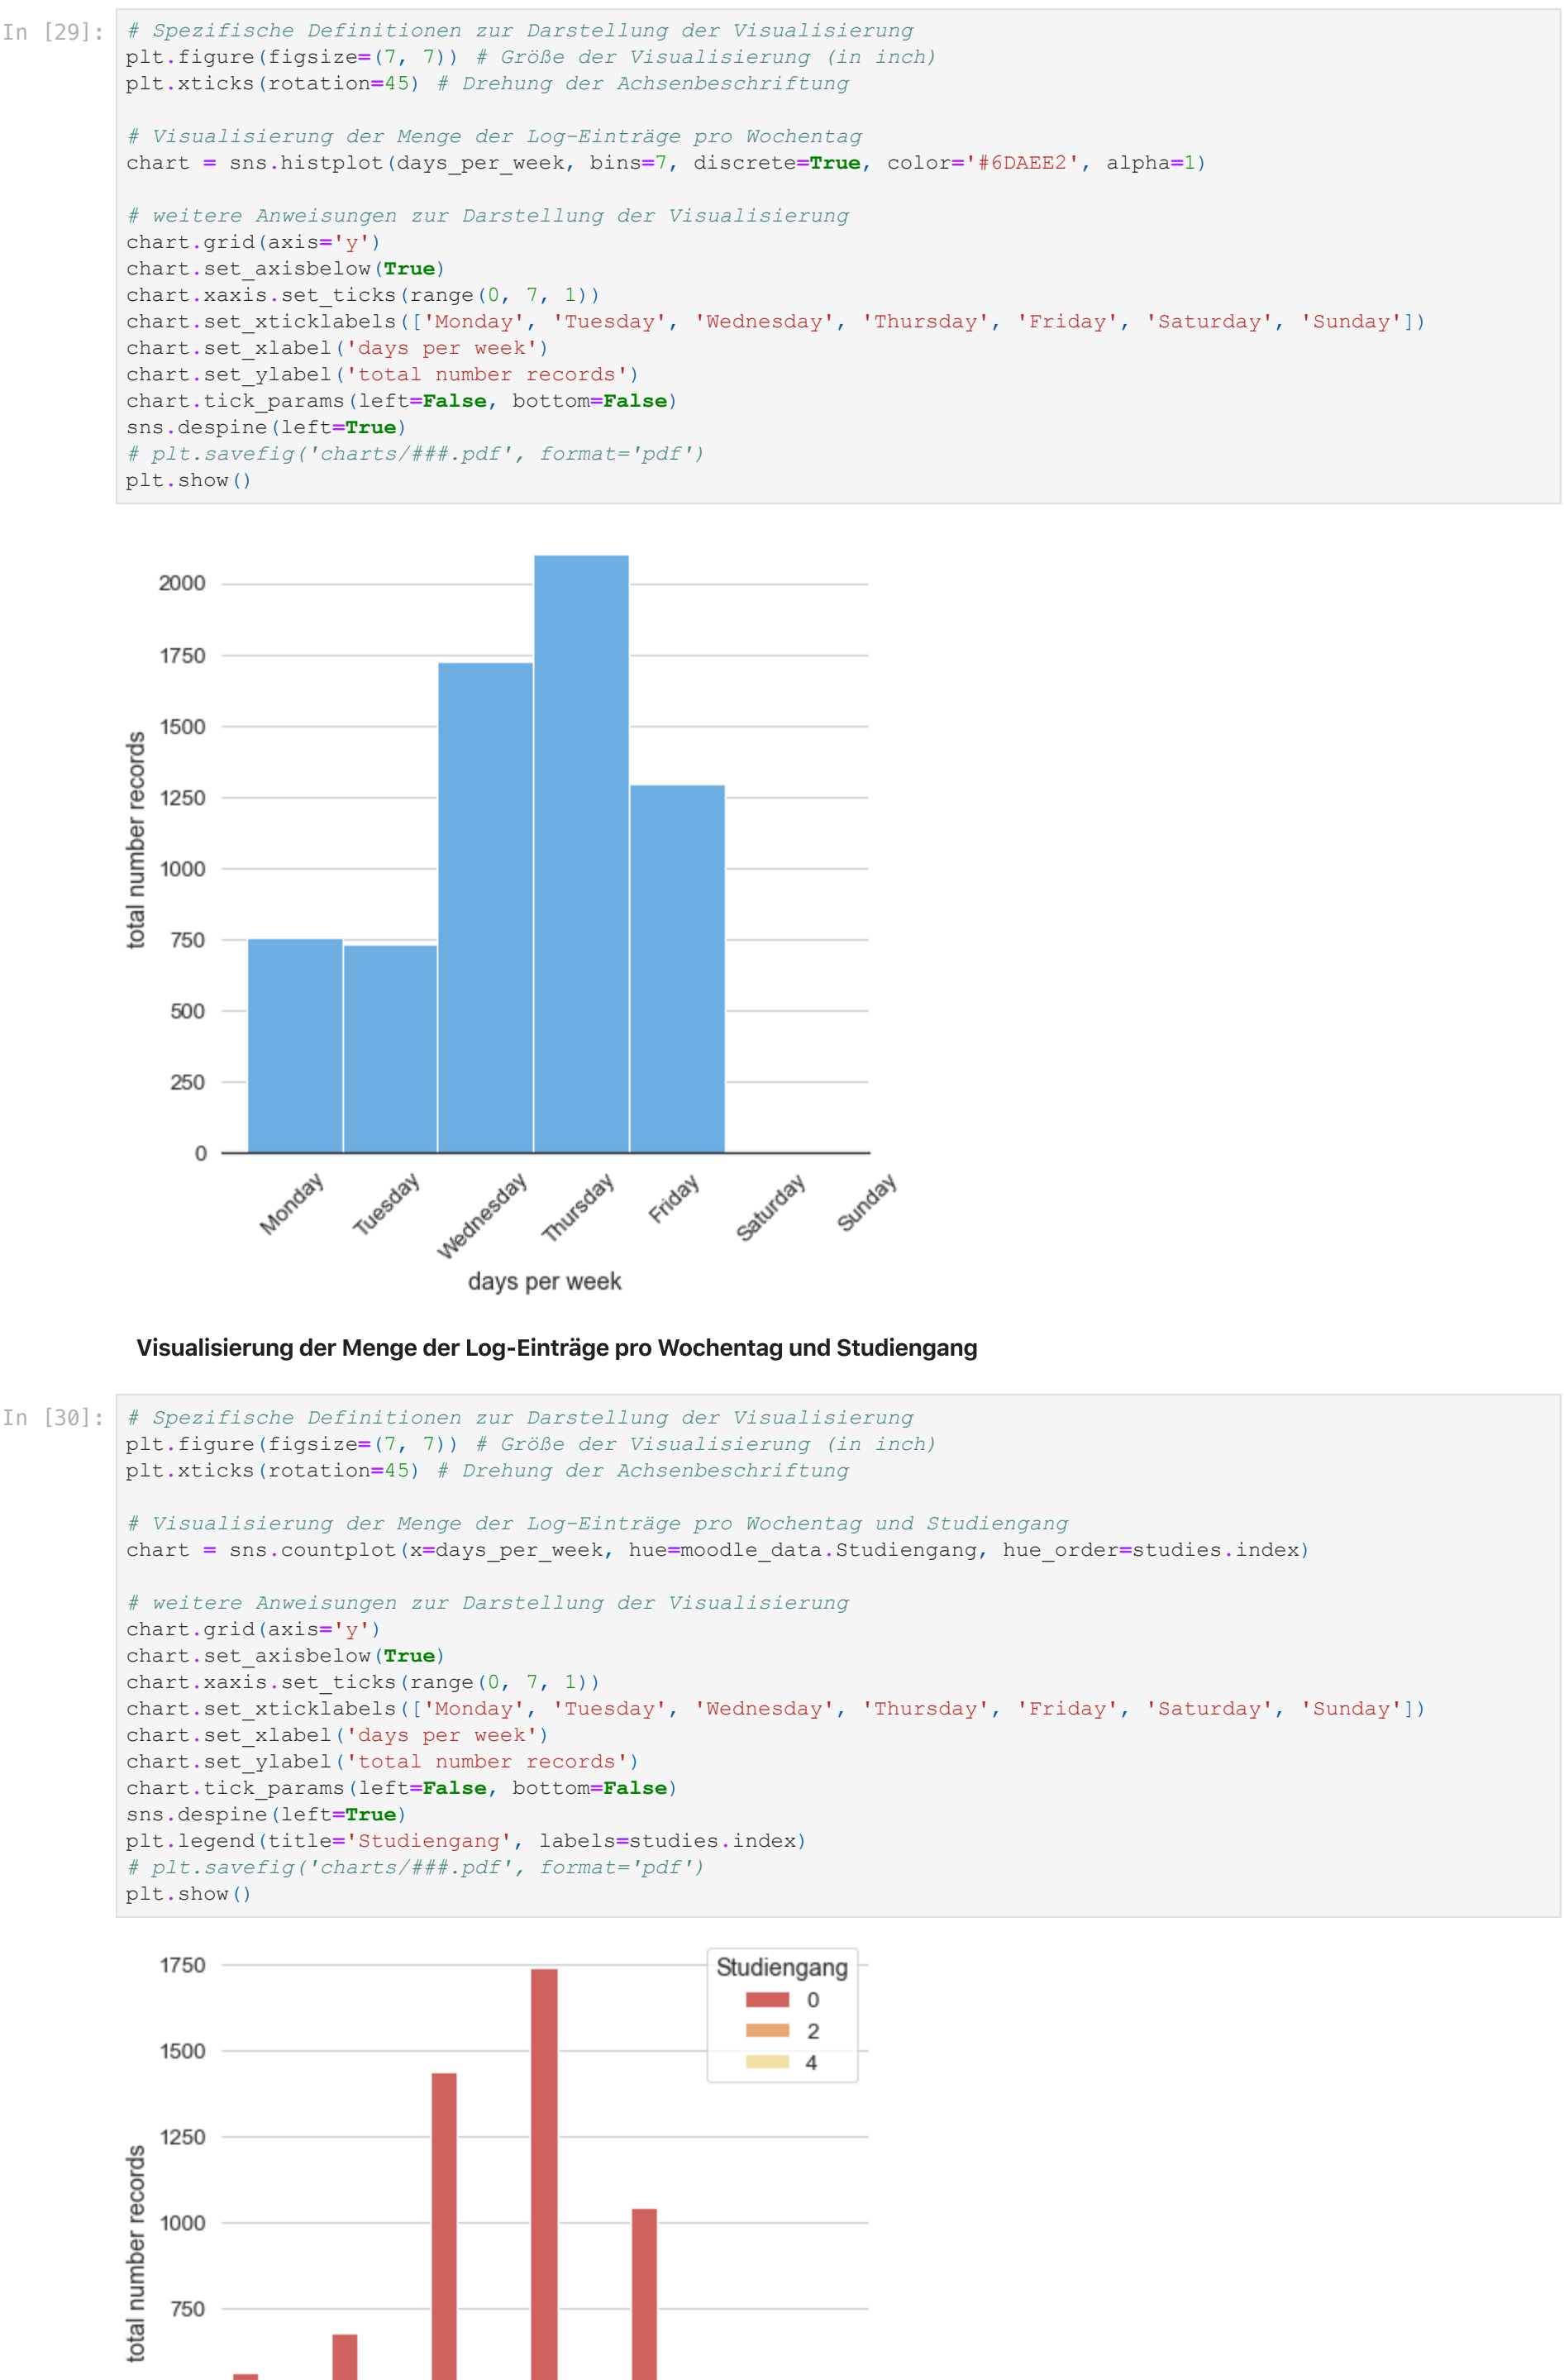 In [29]:
# Spezifische Definitionen zur Darstellung der Visualisierung
plt.figure(figsize=(7, 7)) # Größe der Visualisierung (in inch)
plt.xticks(rotation=45) # Drehung der Achsenbeschriftung
# Visualisierung der Menge der Log-Einträge pro Wochentag
chart = sns.histplot(days_per_week, bins=7, discrete=True, color='#6DAEE2', alpha=1)
# weitere Anweisungen zur Darstellung der Visualisierung
chart.grid(axis='y')
chart.set_axisbelow(True)
chart.xaxis.set_ticks(range(0, 7, 1))
chart.set_xticklabels(['Monday', 'Tuesday', 'Wednesday', 'Thursday', 'Friday', 'Saturday', 'Sunday'])
chart.set_xlabel('days per week')
chart.set_ylabel('total number records')
chart.tick_params(left=False, bottom=False)
sns.despine(left=True)
# plt.savefig('charts/###.pdf', format='pdf')
plt.show()
2000
1750
1500
1250
1000
750
500
250
0
total number records
Monday
Tuesday
Wednesday
Thursday
Friday
Saturday
Sunday
days per week
Visualisierung der Menge der Log-Einträge pro Wochentag und Studiengang
In [30]:
# Spezifische Definitionen zur Darstellung der Visualisierung
plt.figure(figsize=(7, 7)) # Größe der Visualisierung (in inch)
plt.xticks(rotation=45) # Drehung der Achsenbeschriftung
# Visualisierung der Menge der Log-Einträge pro Wochentag und Studiengang
chart = sns.countplot(x=days_per_week, hue=moodle_data.Studiengang, hue_order=studies.index)
# weitere Anweisungen zur Darstellung der Visualisierung
chart.grid(axis='y')
chart.set_axisbelow(True)
chart.xaxis.set_ticks(range(0, 7, 1))
chart.set_xticklabels(['Monday', 'Tuesday', 'Wednesday', 'Thursday', 'Friday', 'Saturday', 'Sunday'])
chart.set_xlabel('days per week')
chart.set_ylabel('total number records')
chart.tick_params(left=False, bottom=False)
sns.despine(left=True)
plt.legend(title='Studiengang', labels=studies.index)
# plt.savefig('charts/###.pdf', format='pdf')
plt.show()
1750
1500
1250
1000
750
total number records
Studiengang
0
2
4